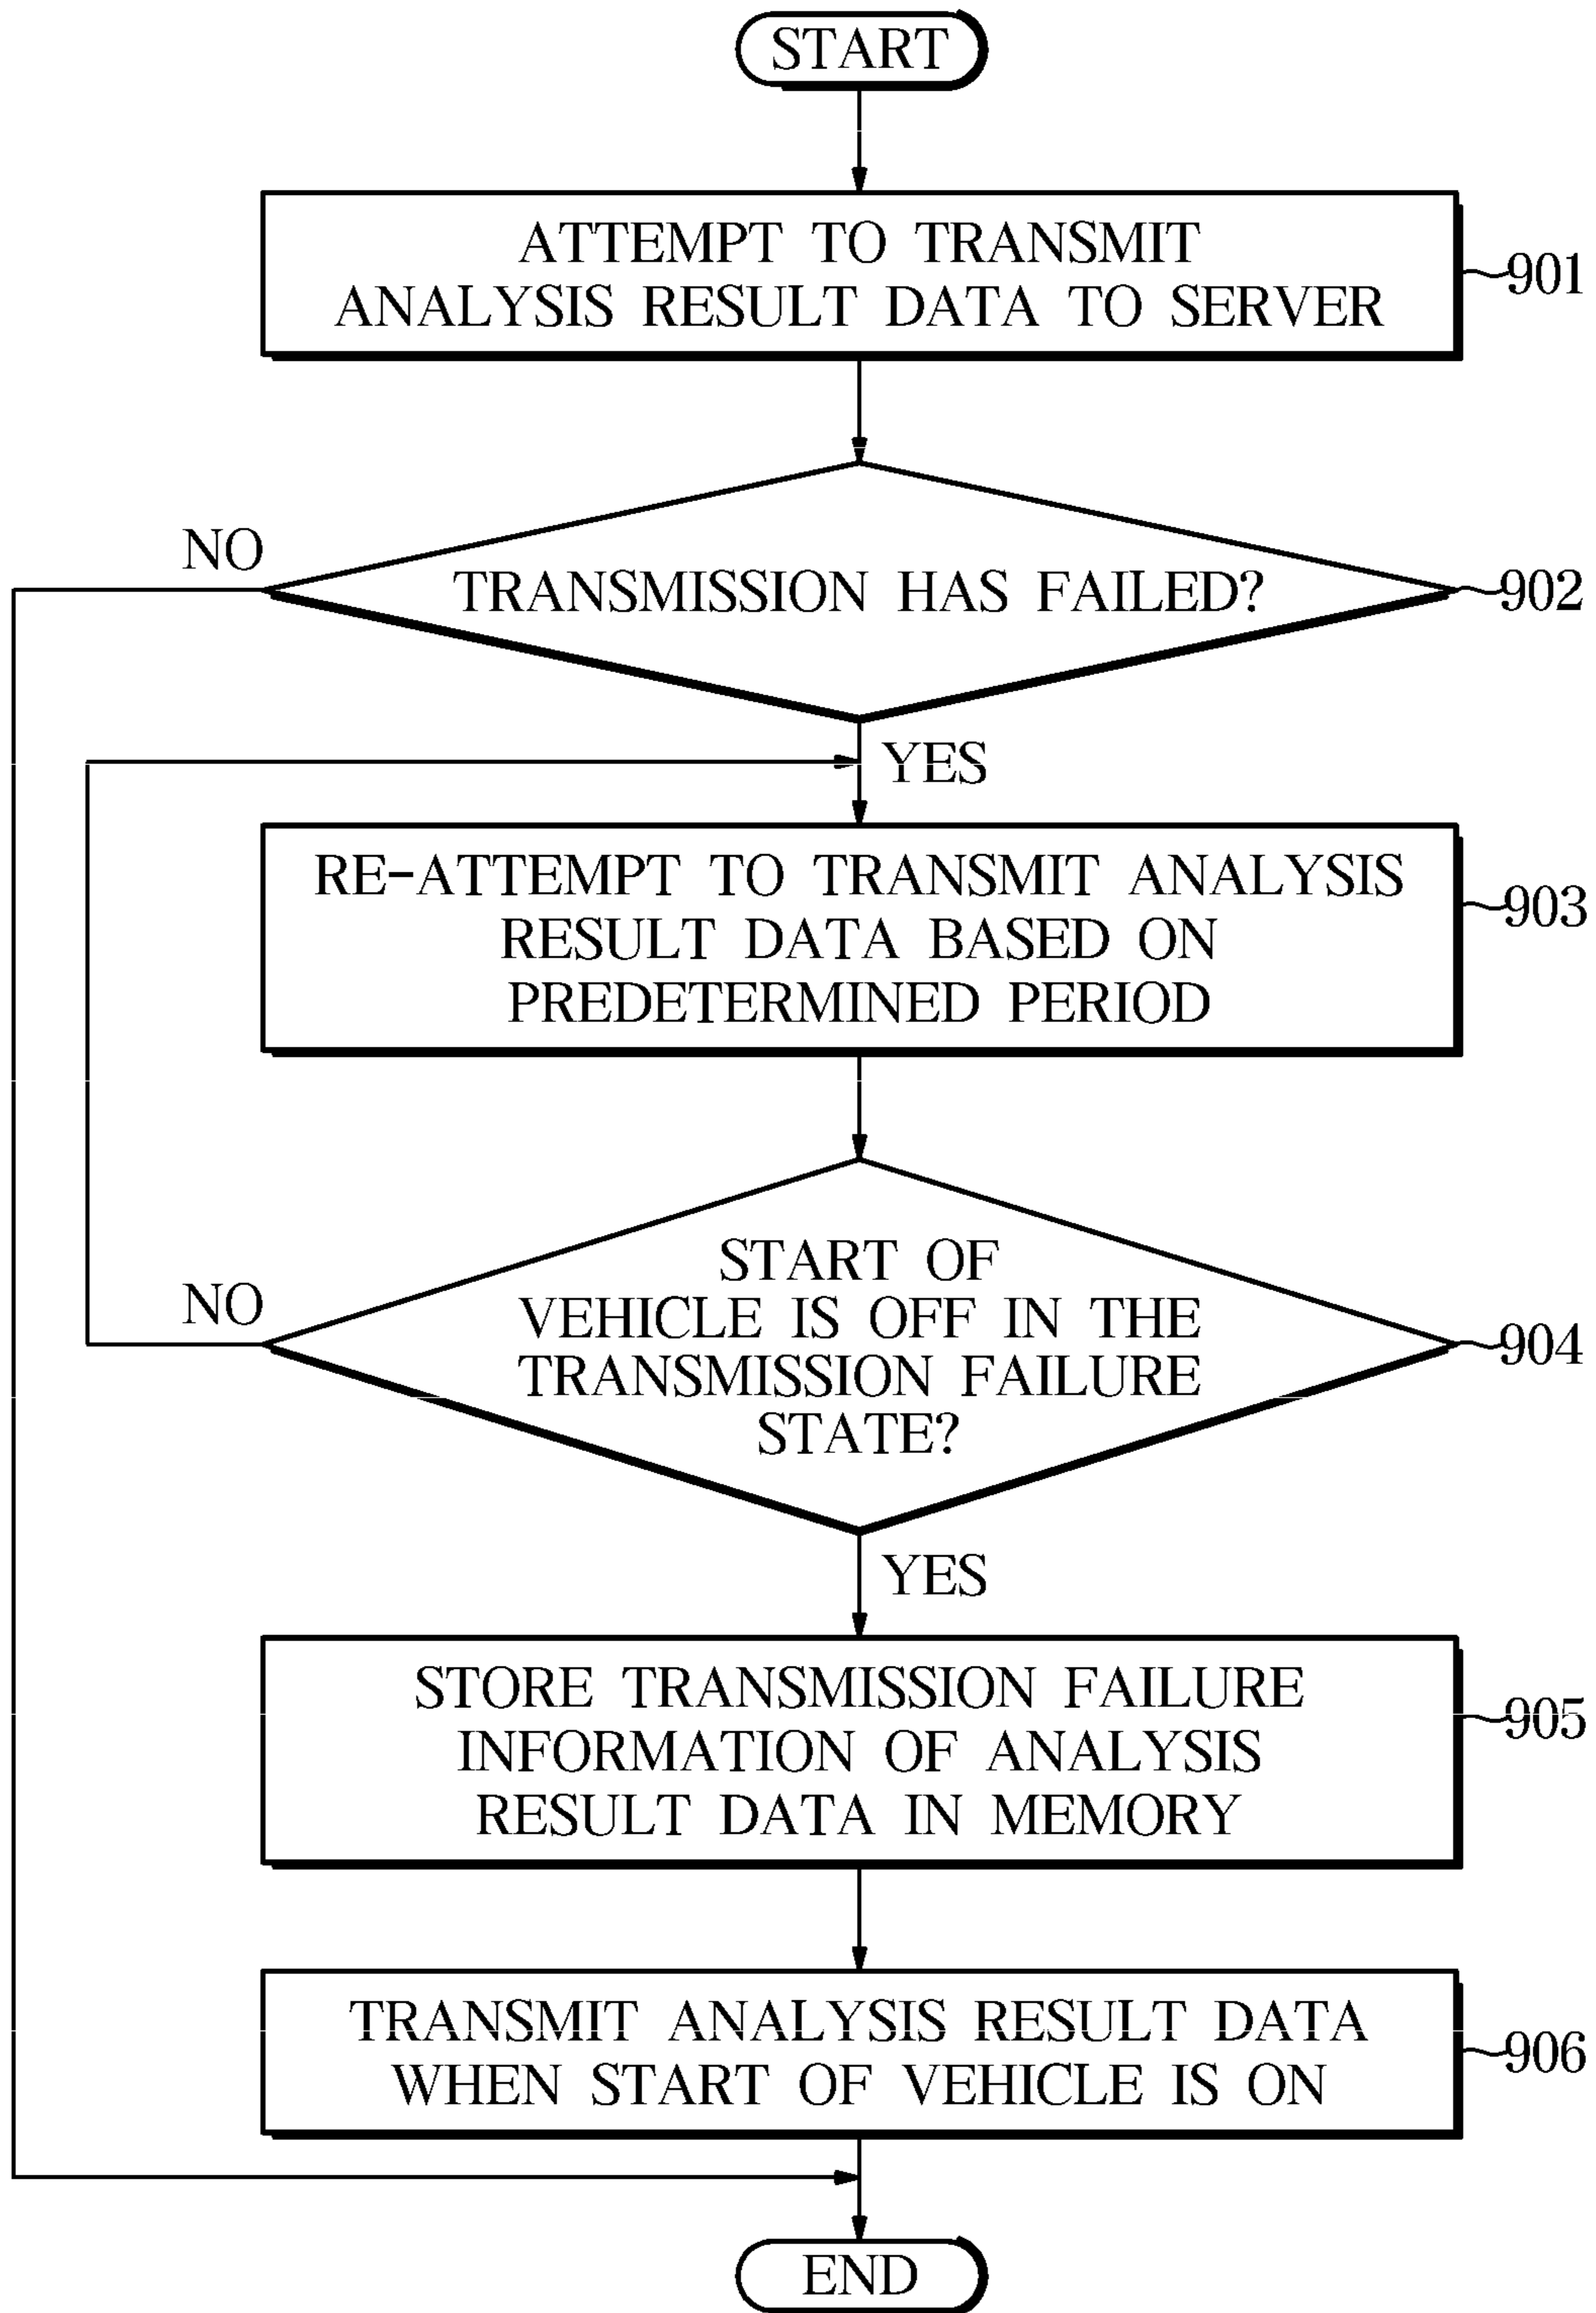 START
ATTEMPT TO TRANSMIT
ANALYSIS RESULT DATA TO SERVER
901
NO
TRANSMISSION HAS FAILED?
902
YES
RE-ATTEMPT TO TRANSMIT ANALYSIS
RESULT DATA BASED ON
PREDETERMINED PERIOD
903
START OF
VEHICLE IS OFF IN THE
TRANSMISSION FAILURE
STATE?
NO
904
YES
STORE TRANSMISSION FAILURE
INFORMATION OF ANALYSIS
RESULT DATA IN MEMORY
905
TRANSMIT ANALYSIS RESULT DATA
WHEN START OF VEHICLE IS ON
906
END